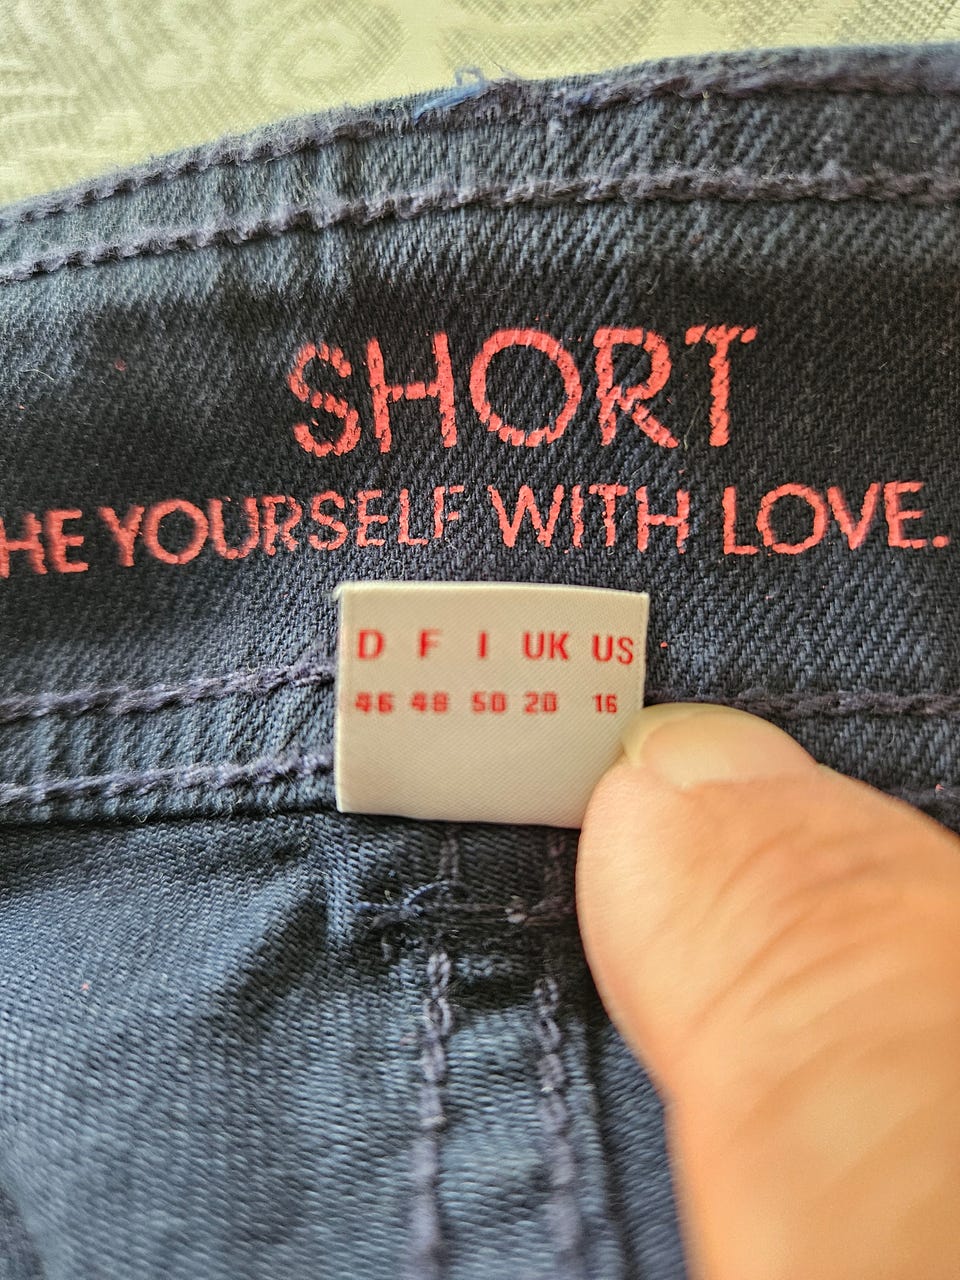 SHORT
HE YOURSELF WITH LOVE.
D F I UK US
46 48 50 20 16